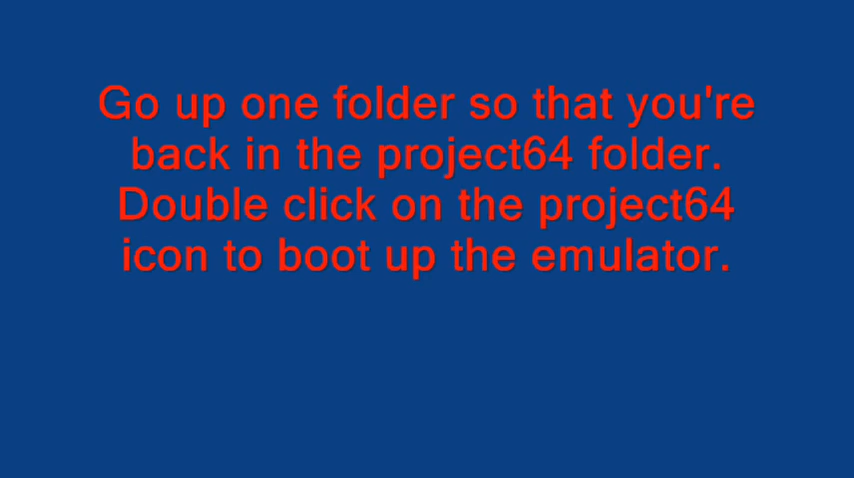 Go up one folder so that you're
back in the project64 folder.
Double click on the project64
icon to boot up the emulator.